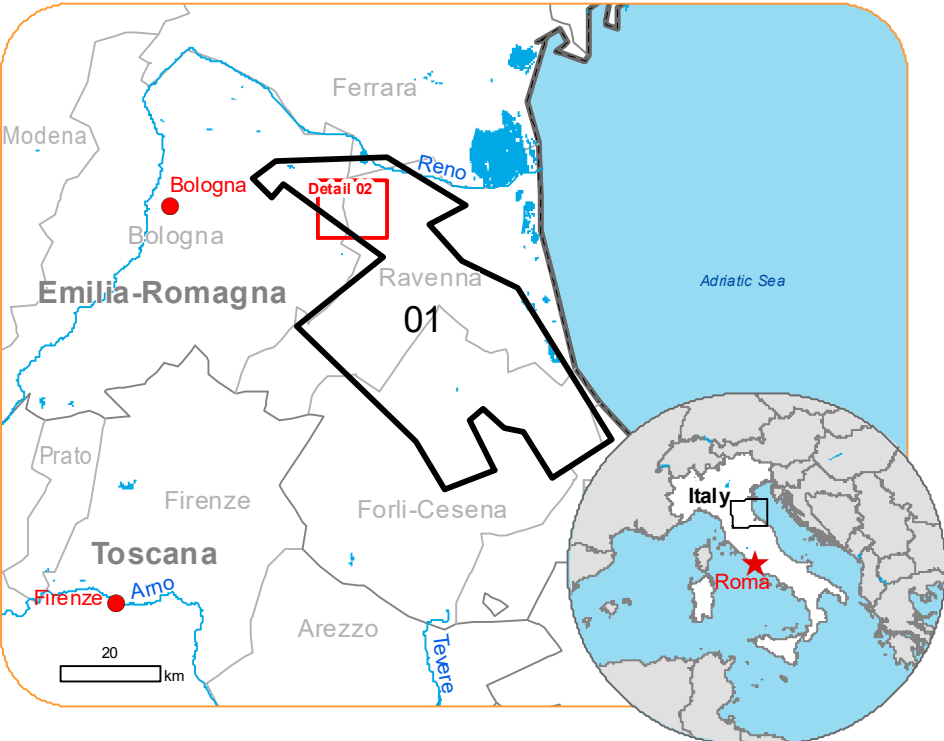 Ferrara
Modena
Reno
Bologna
Detail 02
Bologna
Ravenna
Adriatic Sea
Emilia-Romagna
01
Prato
Firenze
Forli-Cesena
Italy
Toscana
Roma
Firenze
Arno
Arezzo
Tevere
20
km